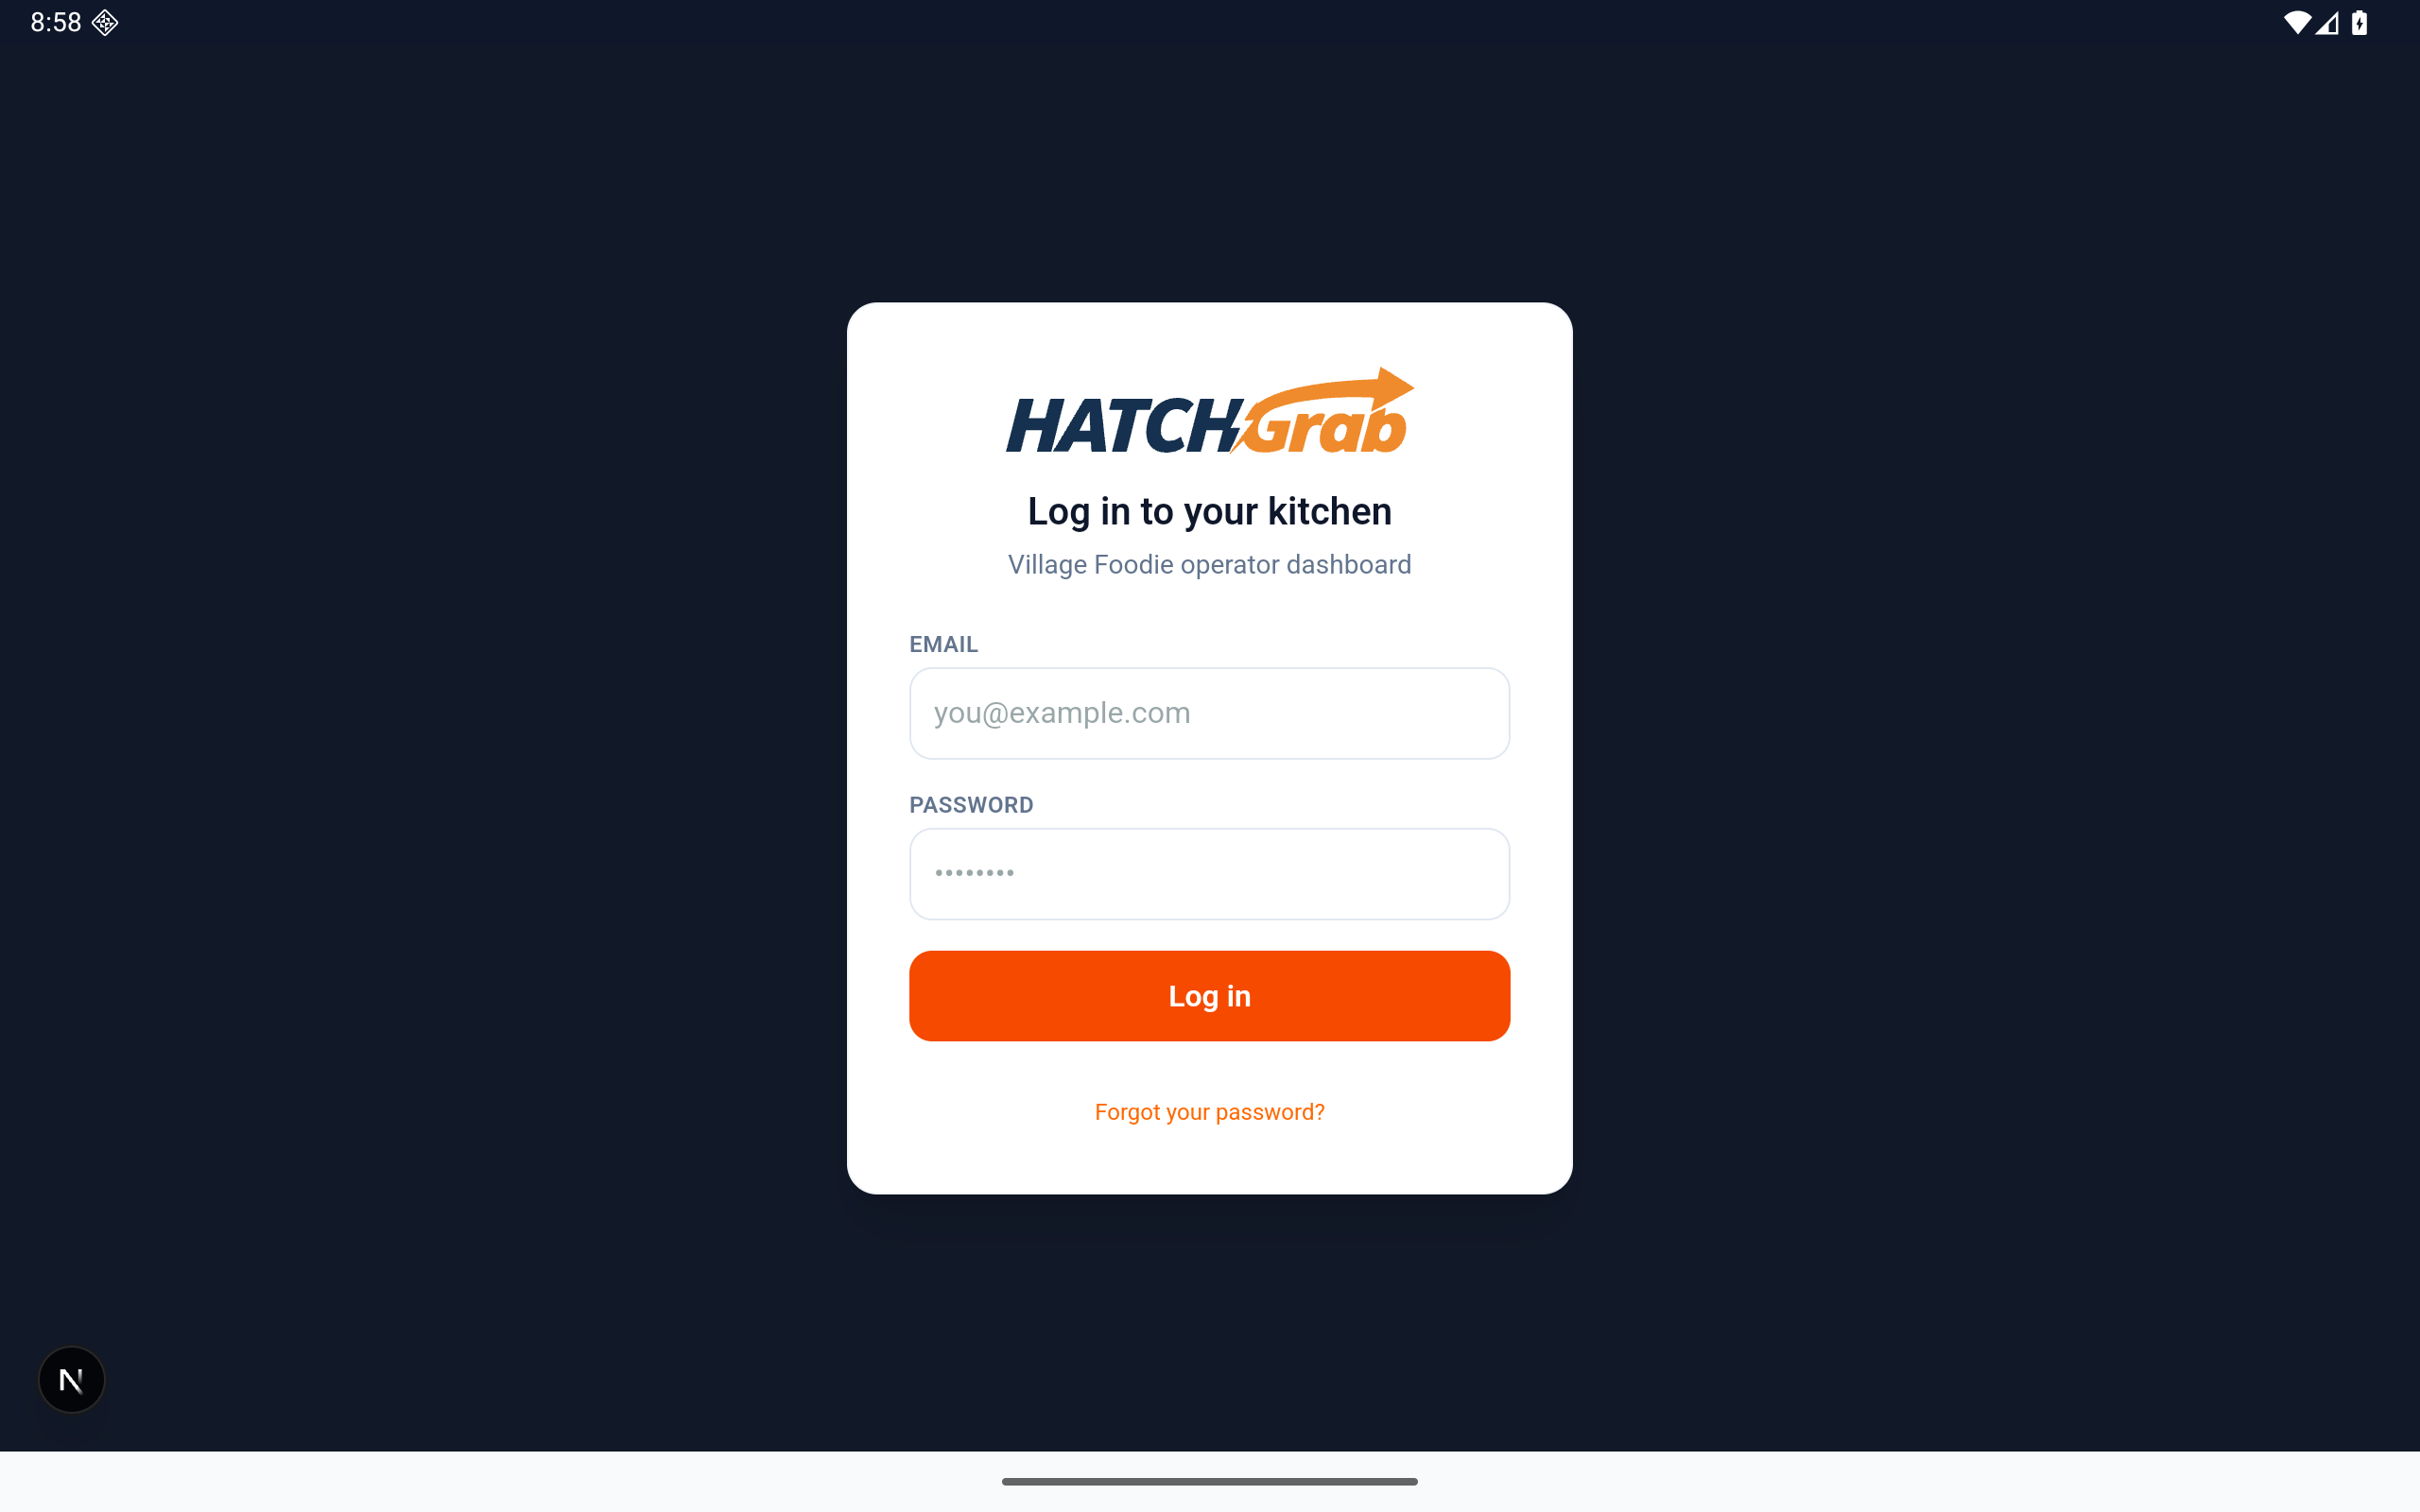 8:58
HATCHGrab
Log in to your kitchen
Village Foodie operator dashboard
EMAIL
you@example.com
PASSWORD
••••••••
Log in
Forgot your password?
N